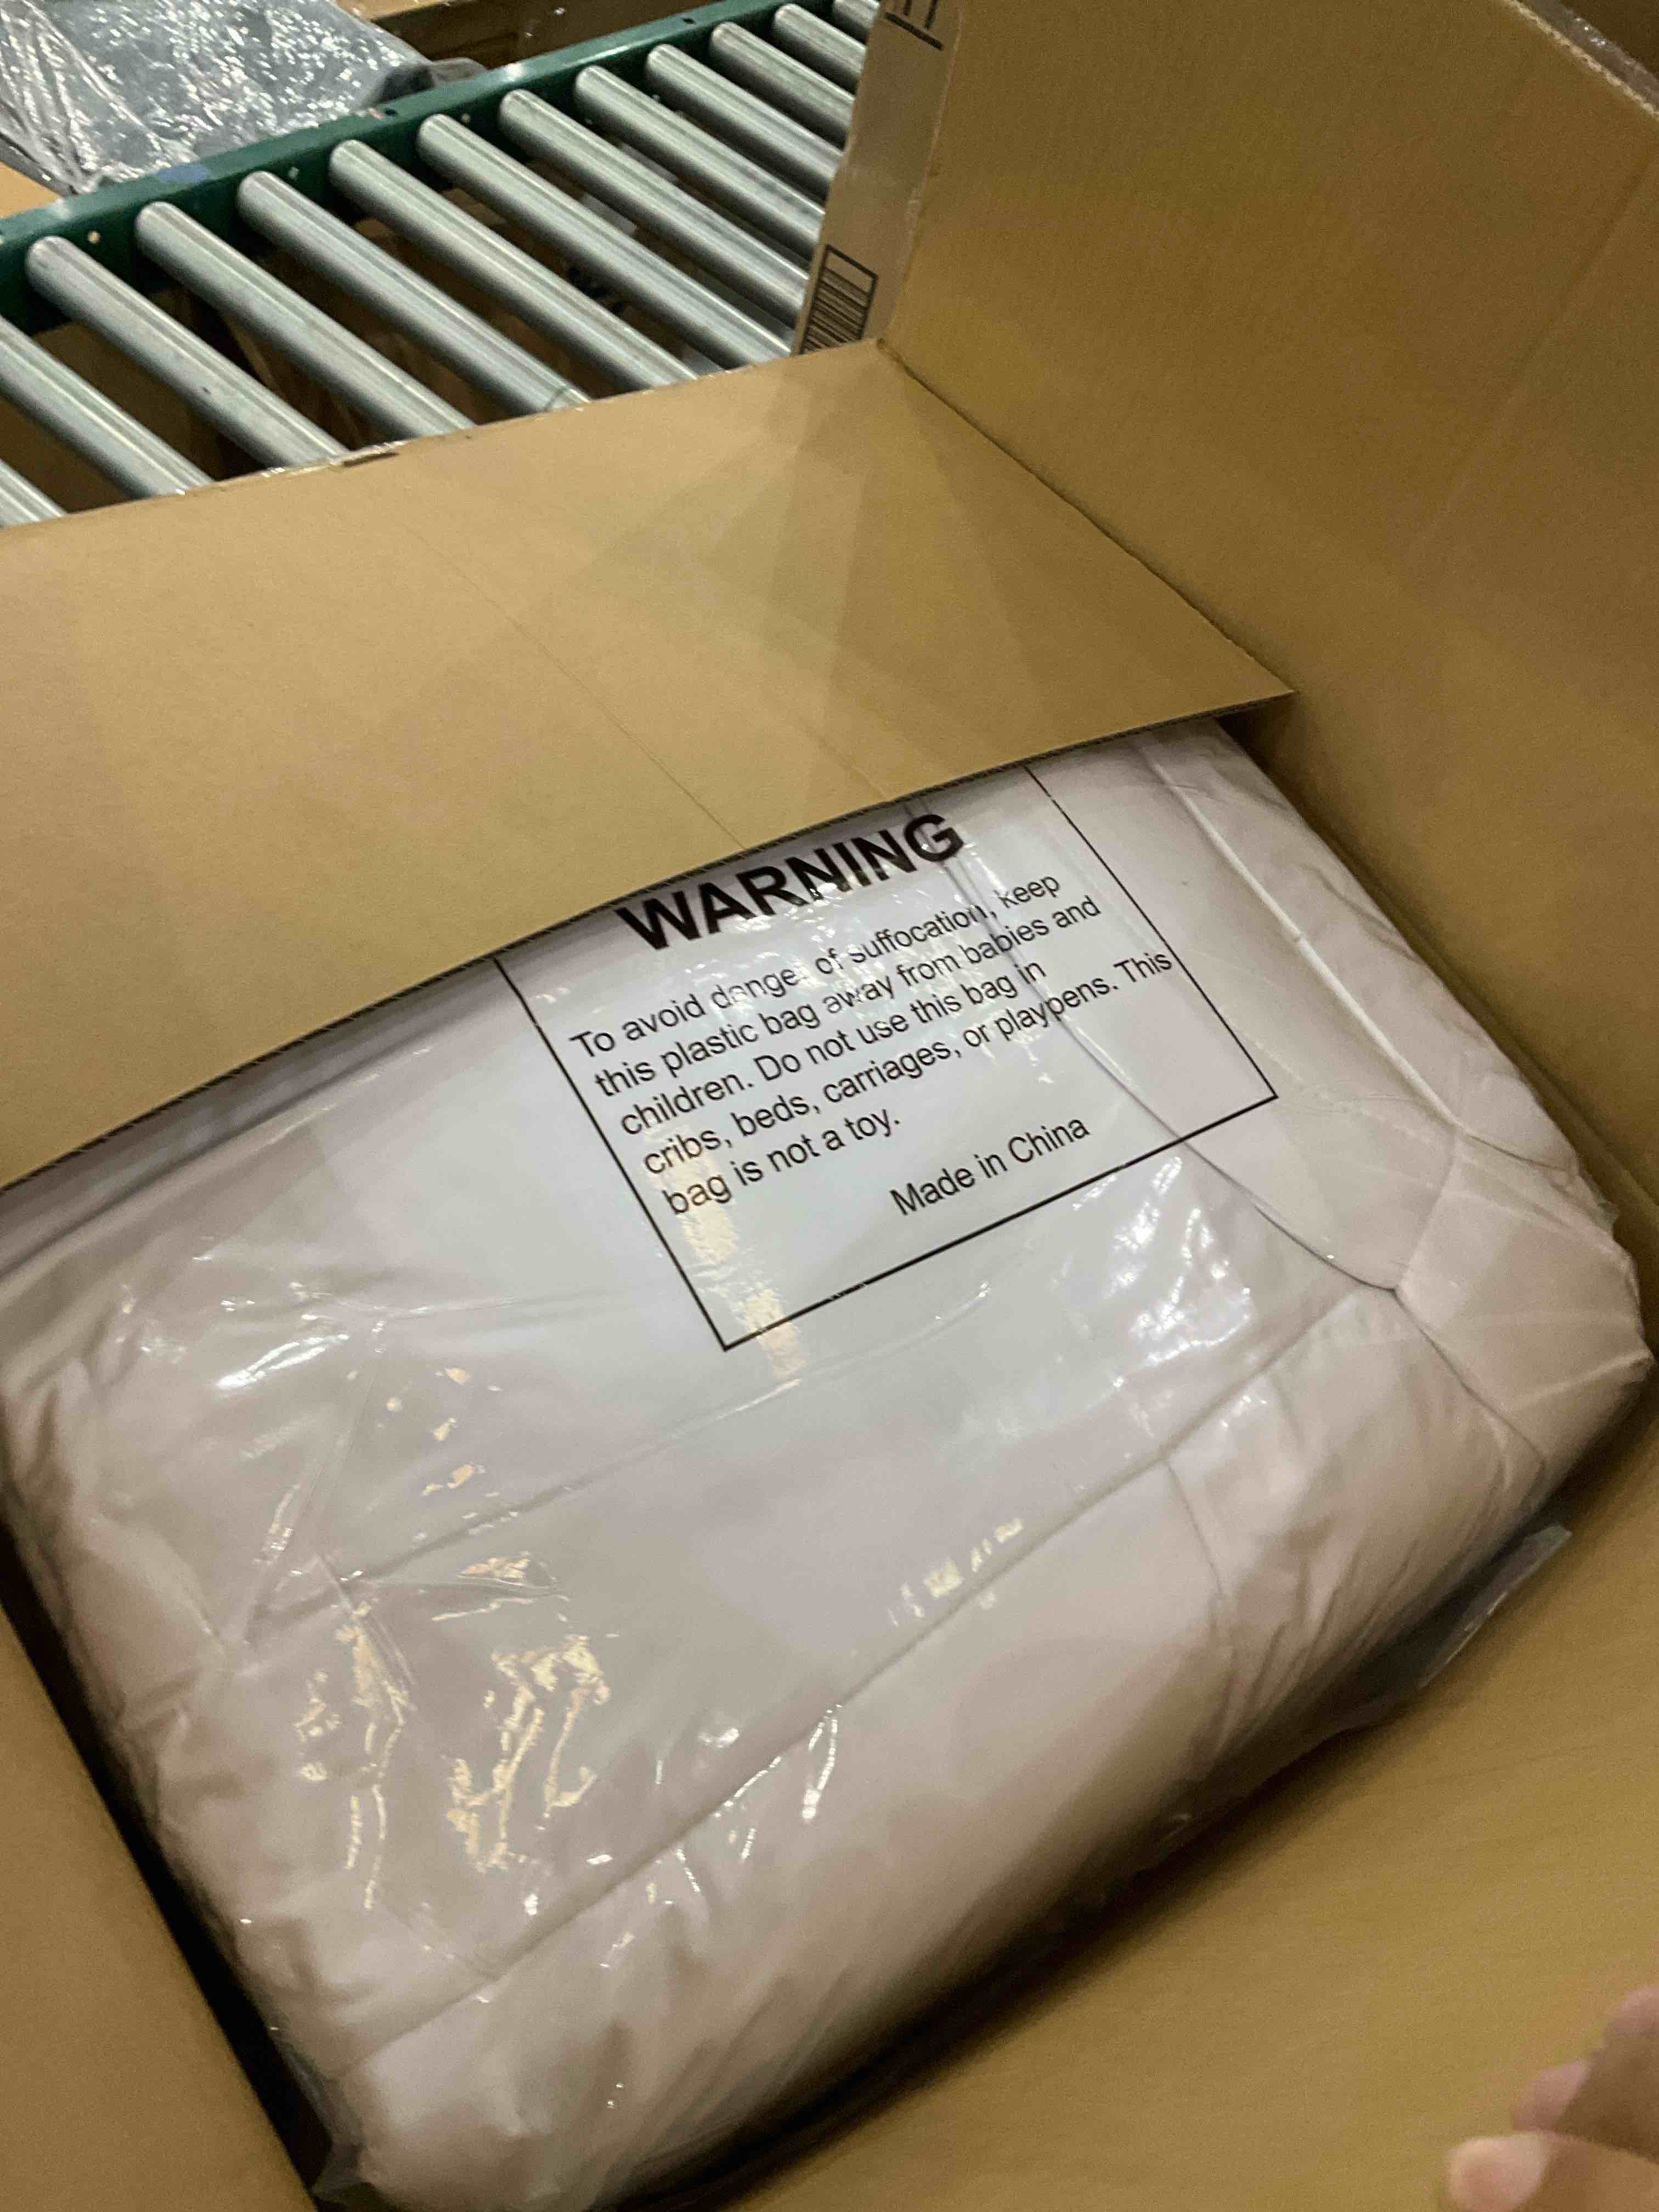 WARNING
To avoid danger of suffocation, keep
this plastic bag away from babies and
children. Do not use this bag in
cribs, beds, carriages, or playpens. This
bag is not a toy.
Made in China